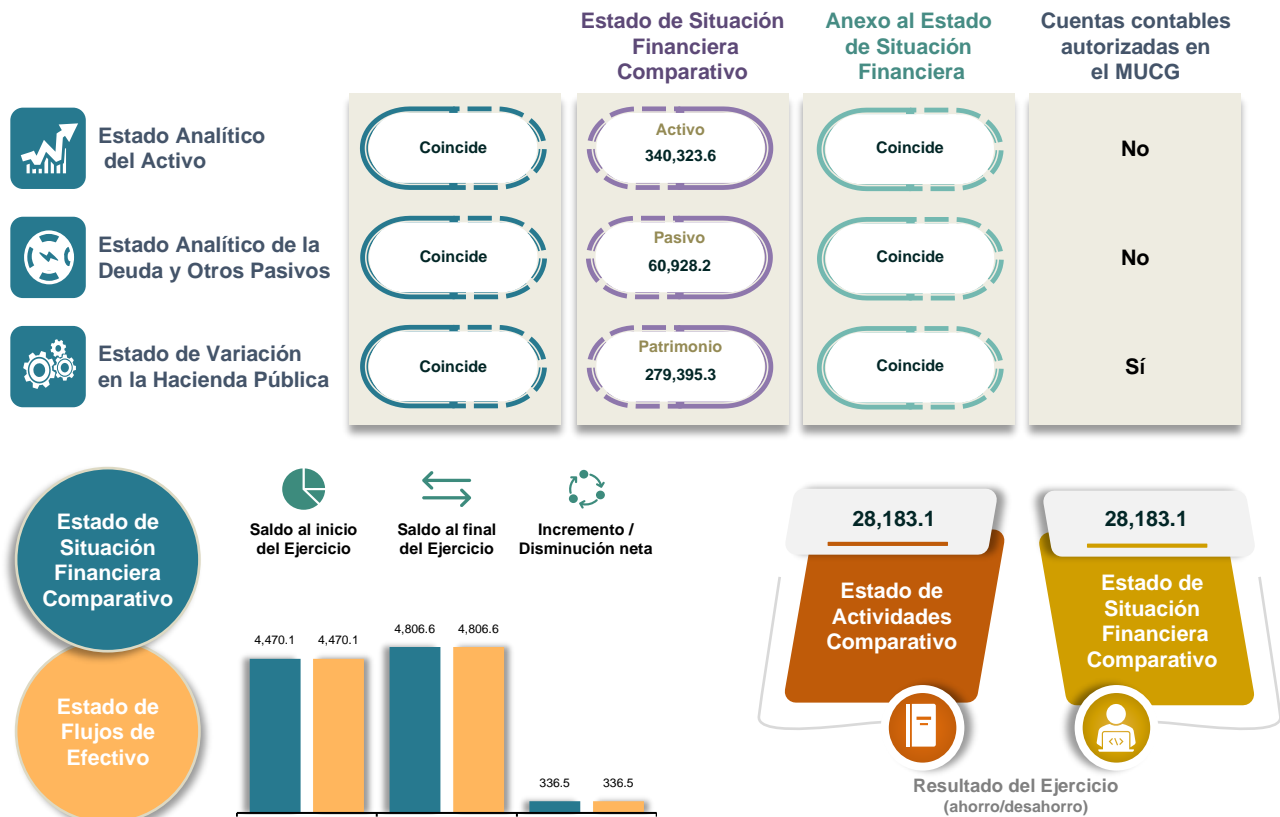 Estado de Situación
Financiera
Comparativo
Anexo al Estado
de Situación
Financiera
Cuentas contables
autorizadas en
el MUCG
Estado Analítico
del Activo
Coincide
Activo
340,323.6
Coincide
No
Estado Analítico de la
Deuda y Otros Pasivos
Coincide
Pasivo
60,928.2
Coincide
No
Estado de Variación
en la Hacienda Pública
Coincide
Patrimonio
279,395.3
Coincide
Sí
Estado de
Situación
Financiera
Comparativo
Estado de
Flujos de
Efectivo
Saldo al inicio
del Ejercicio
Saldo al final
del Ejercicio
Incremento /
Disminución neta
4,470.1
4,470.1
4,806.6
4,806.6
336.5
336.5
28,183.1
Estado de
Actividades
Comparativo
28,183.1
Estado de
Situación
Financiera
Comparativo
Resultado del Ejercicio
(ahorro/desahorro)